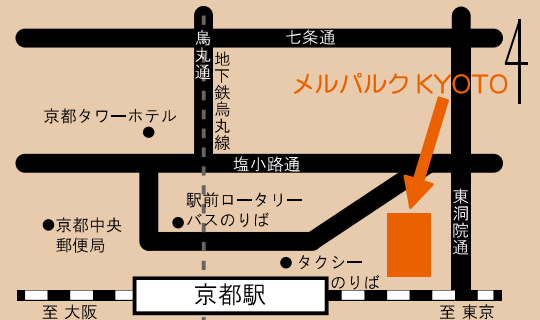 七条通
烏丸通
地下鉄烏丸線
メルパルク KYOTO
京都タワーホテル
塩小路通
駅前ロータリー
バスのりば
京都中央
郵便局
東洞院通
タクシー
のりば
京都駅
至 大阪
至 東京